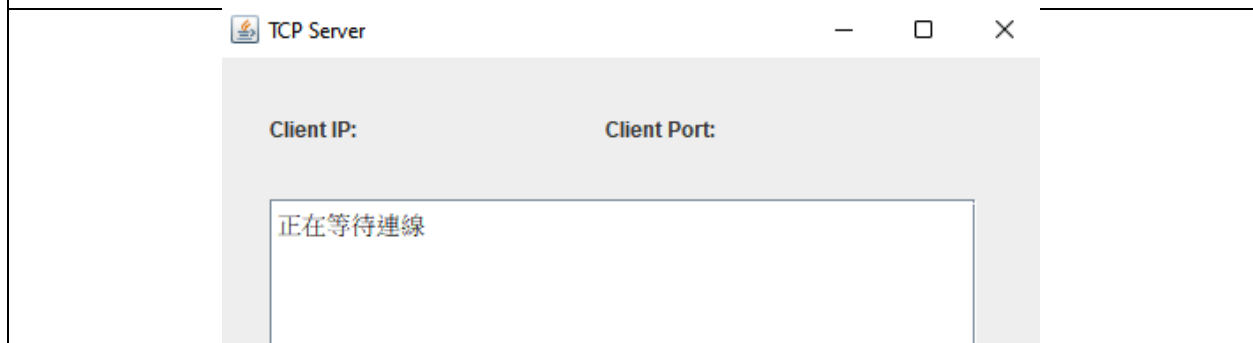 TCP Server
Client IP: Client Port:
正在等待連線